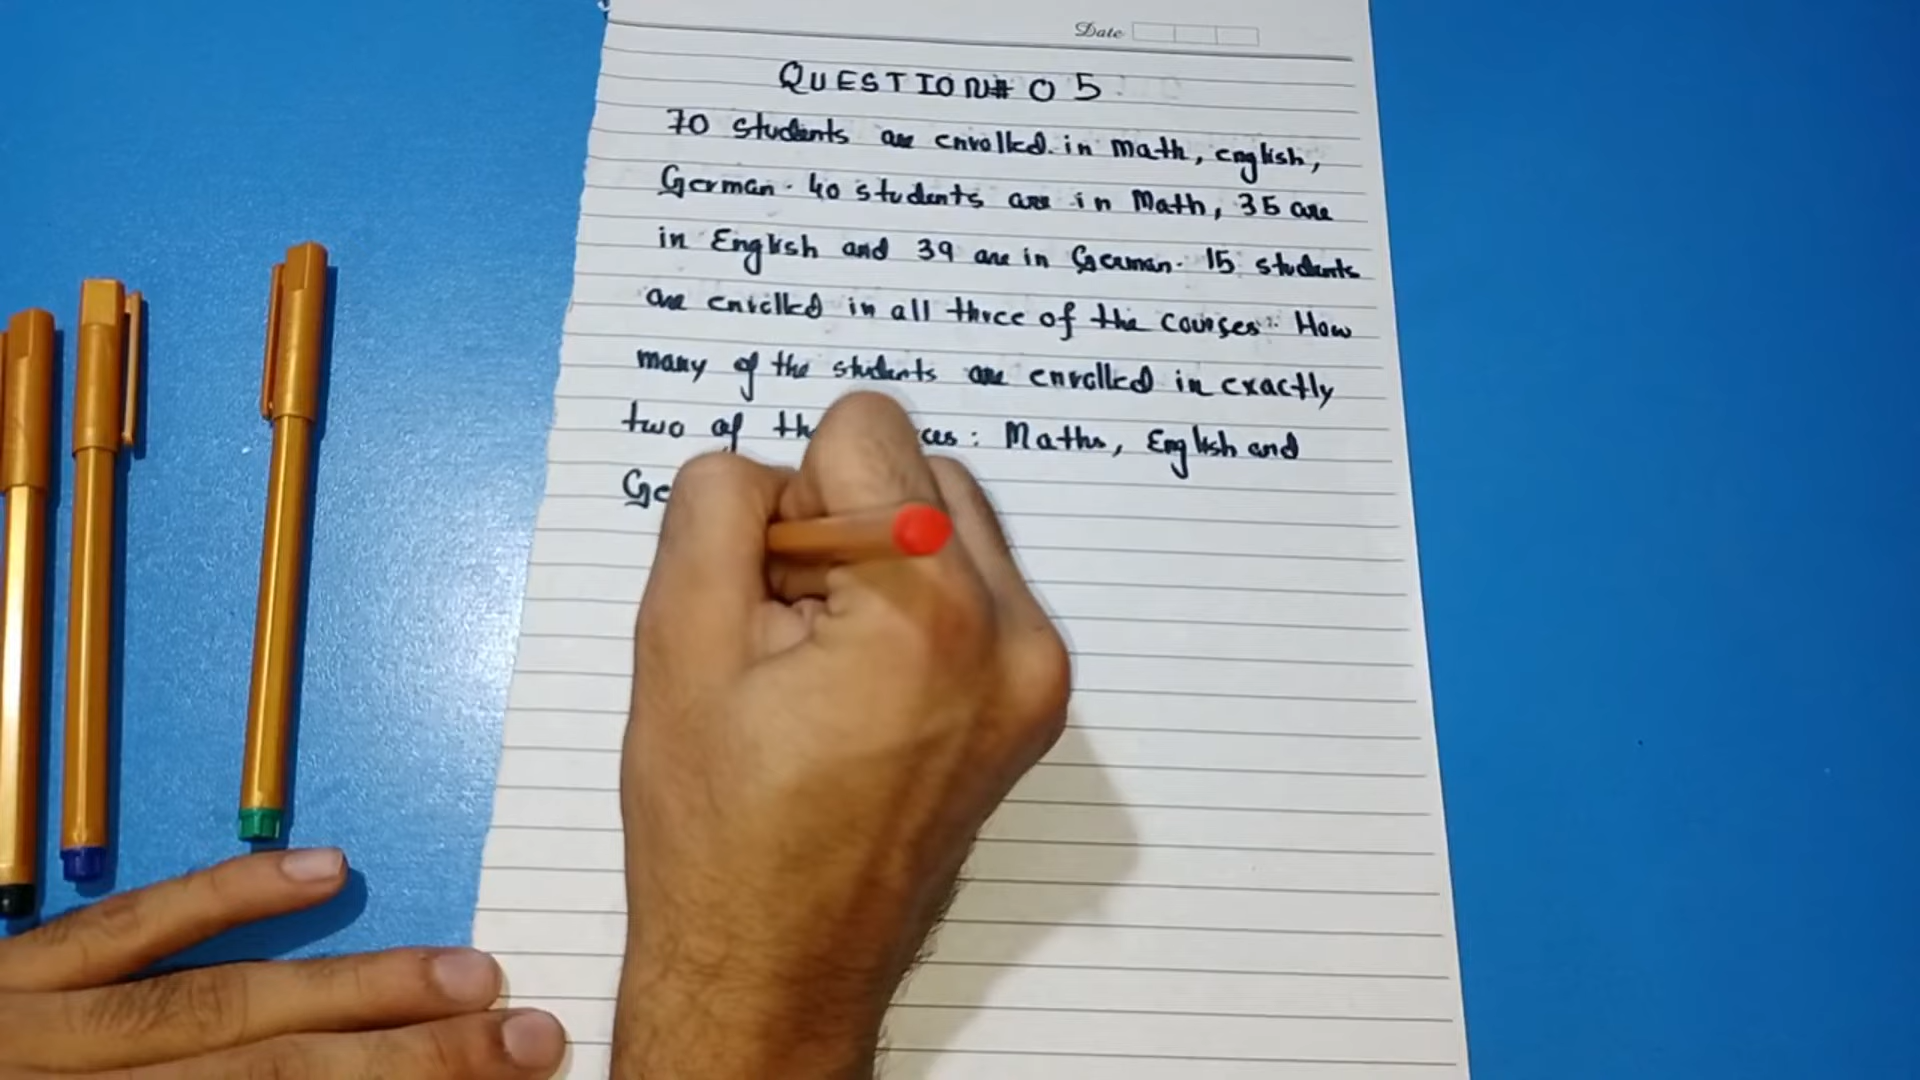 Date
QUESTION# 05
70 students are enrolled in Math, english,
German. 40 students are in Math, 35 are
in English and 39 are in German. 15 students
are enrolled in all three of the courses. How
many of the students are enrolled in exactly
two of : Maths, English and